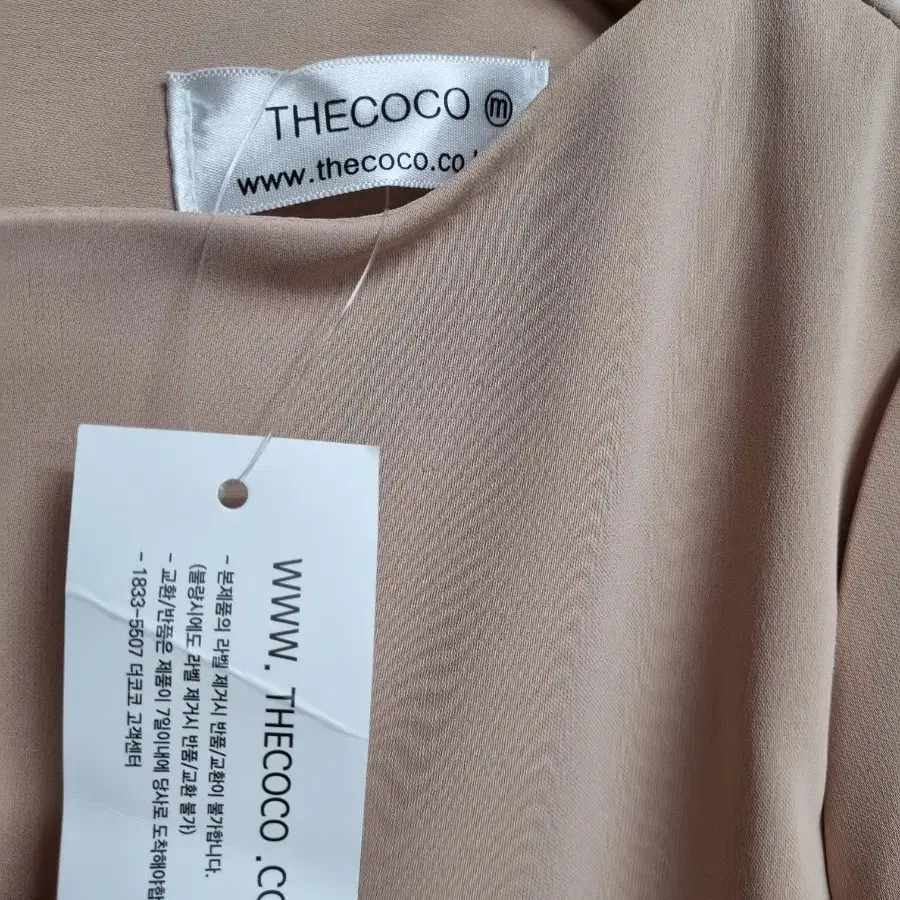 THECOCO ⓜ
www.thecoco.co.
WWW. THECOCO .CO
- 본제품의 라벨 제거시 반품/교환이 불가합니다.
(불량시에도 라벨 제거시 반품/교환 불가)
- 교환/반품은 제품이 7일이내에 당사로 도착해야합
- 1833-5507 더코코 고객센터